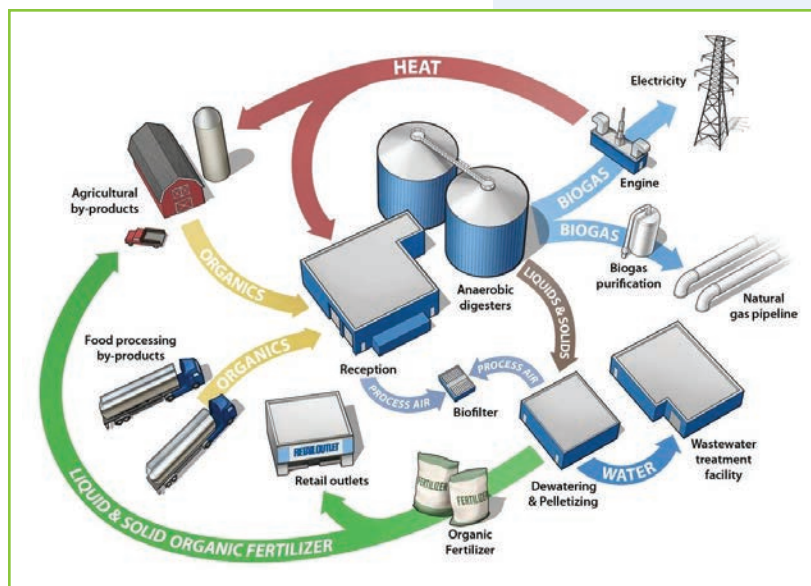 HEAT
Electricity
Agricultural
by-products
BIOGAS
Engine
BIOGAS
Biogas
purification
Natural
gas pipeline
ORGANICS
Anaerobic
digesters
LIQUIDS & SOLIDS
Food processing
by-products
ORGANICS
Reception
PROCESS AIR
PROCESS AIR
Biofilter
RETAIL OUTLET
Retail outlets
Wastewater
treatment
facility
WATER
Dewatering
& Pelletizing
FERTILIZER
FERTILIZER
Organic
Fertilizer
LIQUID & SOLID ORGANIC FERTILIZER